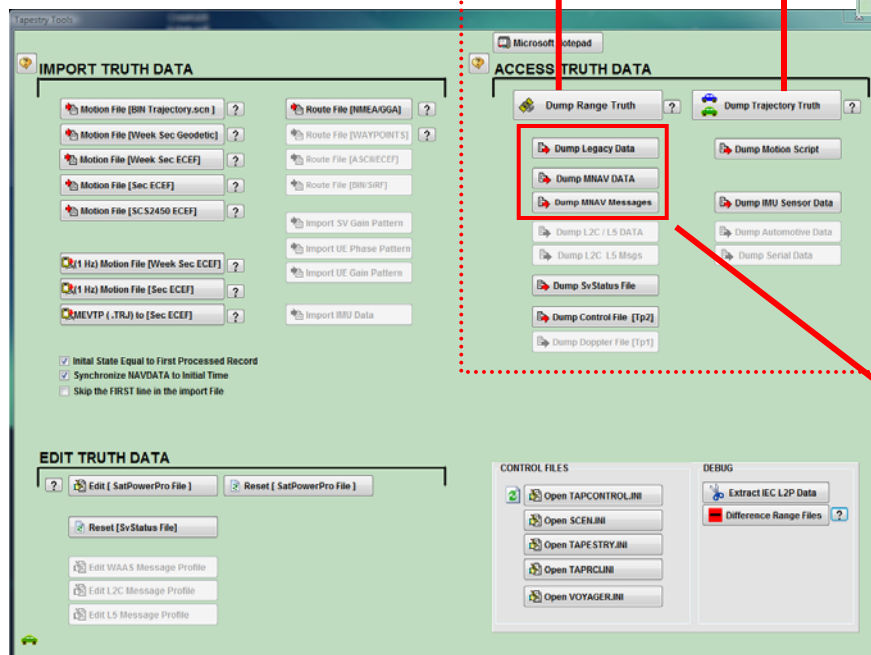 Tapestry Tools
IMPORT TRUTH DATA
Motion File [BIN Trajectory.scn ] ?
Motion File [Week Sec Geodetic] ?
Motion File [Week Sec ECEF] ?
Motion File [Sec ECEF] ?
Motion File [SCS2450 ECEF] ?
(1 Hz) Motion File [Week Sec ECEF] ?
(1 Hz) Motion File [Sec ECEF] ?
MEVTP ( .TRJ) to [Sec ECEF] ?
Route File [NMEA/GGA] ?
Route File [WAYPOINTS] ?
Route File [ASCII/ECEF]
Route File [BIN/SiRF]
Import SV Gain Pattern
Import UE Phase Pattern
Import UE Gain Pattern
Import IMU Data
Inital State Equal to First Processed Record
Synchronize NAVDATA to Initial Time
Skip the FIRST line in the import File
Microsoft Notepad
ACCESS TRUTH DATA
Dump Range Truth ?
Dump Legacy Data
Dump MNAV DATA
Dump MNAV Messages
Dump L2C / L5 DATA
Dump L2C L5 Msgs
Dump SvStatus File
Dump Control File [Tp2]
Dump Doppler File [Tp1]
Dump Trajectory Truth ?
Dump Motion Script
Dump IMU Sensor Data
Dump Automotive Data
Dump Serial Data
EDIT TRUTH DATA
? Edit [ SatPowerPro File ]
Reset [ SatPowerPro File ]
Reset [SvStatus File]
Edit WAAS Message Profile
Edit L2C Message Profile
Edit L5 Message Profile
CONTROL FILES
Open TAPCONTROL.INI
Open SCEN.INI
Open TAPESTRY.INI
Open TAPRCI.INI
Open VOYAGER.INI
DEBUG
Extract IEC L2P Data
Difference Range Files ?